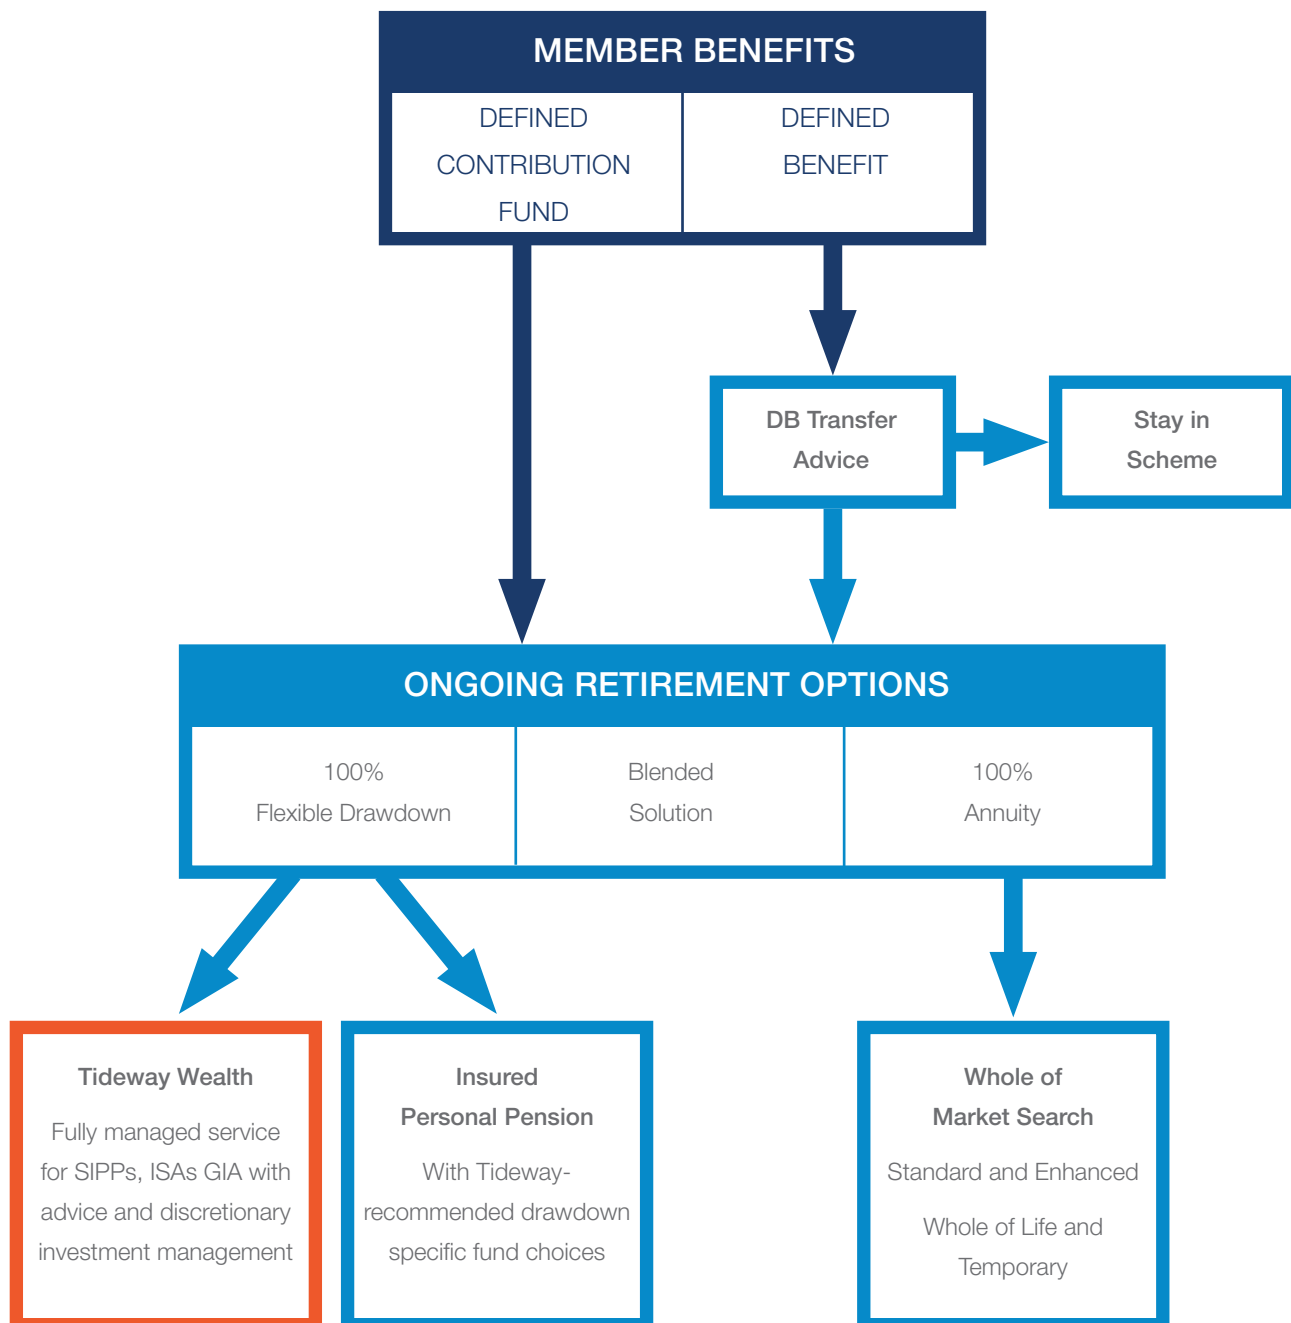 MEMBER BENEFITS
DEFINED
CONTRIBUTION
FUND
DEFINED
BENEFIT
DB Transfer
Advice
Stay in
Scheme
ONGOING RETIREMENT OPTIONS
100%
Flexible Drawdown
Blended
Solution
100%
Annuity
Tideway Wealth
Fully managed service
for SIPPs, ISAs GIA with
advice and discretionary
investment management
Insured
Personal Pension
With Tideway-
recommended drawdown
specific fund choices
Whole of
Market Search
Standard and Enhanced
Whole of Life and
Temporary